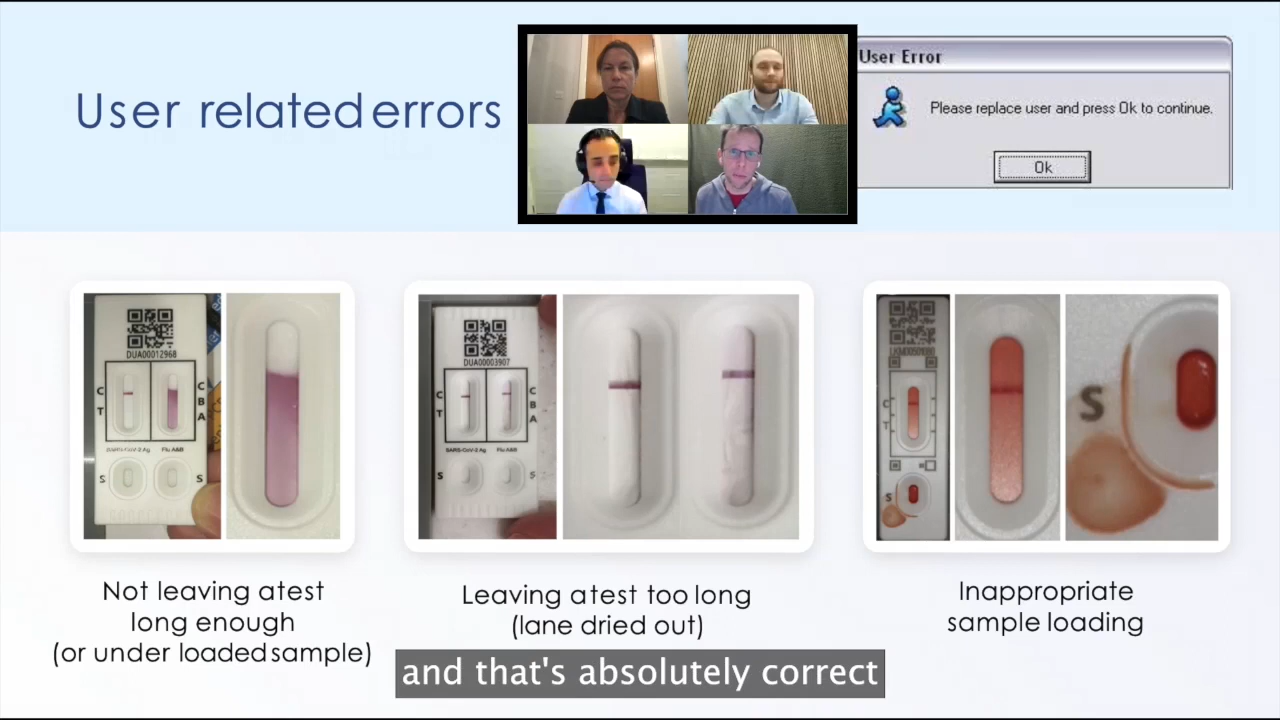 User related errors
User Error
Please replace user and press Ok to continue.
Ok
DUA00012968
C
T
C
B
A
SARS-CoV-2 Ag
Flu A&B
S
S
DUA00003907
C
T
C
B
A
SARS-CoV-2 Ag
Flu A&B
S
S
C
T
S
S
Not leaving a test
long enough
(or under loaded sample)
Leaving a test too long
(lane dried out)
Inappropriate
sample loading
and that's absolutely correct